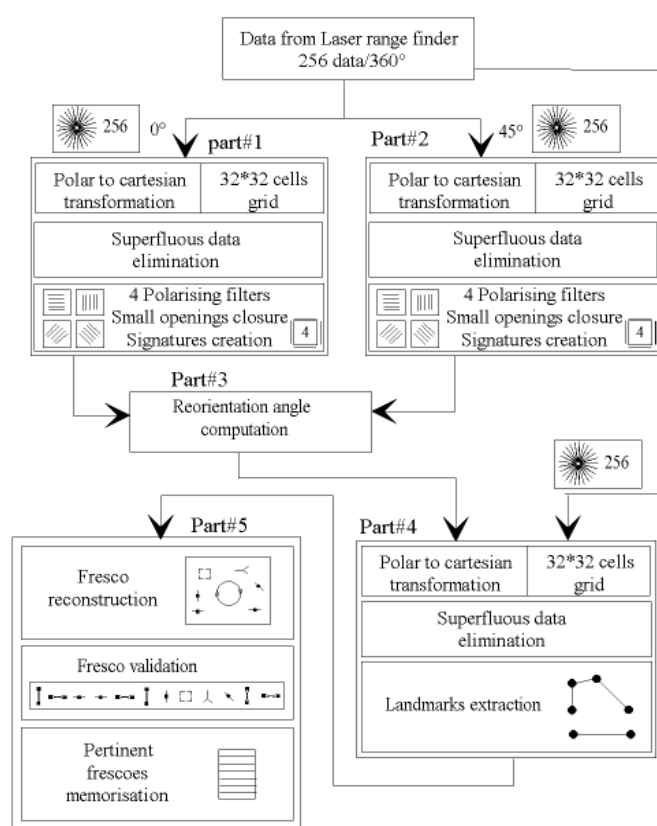 Data from Laser range finder
256 data/360°
256
0°
part#1
Part#2
45°
256
Polar to cartesian
transformation
32*32 cells
grid
Superfluous data
elimination
4 Polarising filters
Small openings closure
Signatures creation
4
Polar to cartesian
transformation
32*32 cells
grid
Superfluous data
elimination
4 Polarising filters
Small openings closure
Signatures creation
4
Part#3
Reorientation angle
computation
256
Part#5
Fresco
reconstruction
Fresco validation
Pertinent
frescoes
memorisation
Part#4
Polar to cartesian
transformation
32*32 cells
grid
Superfluous data
elimination
Landmarks extraction